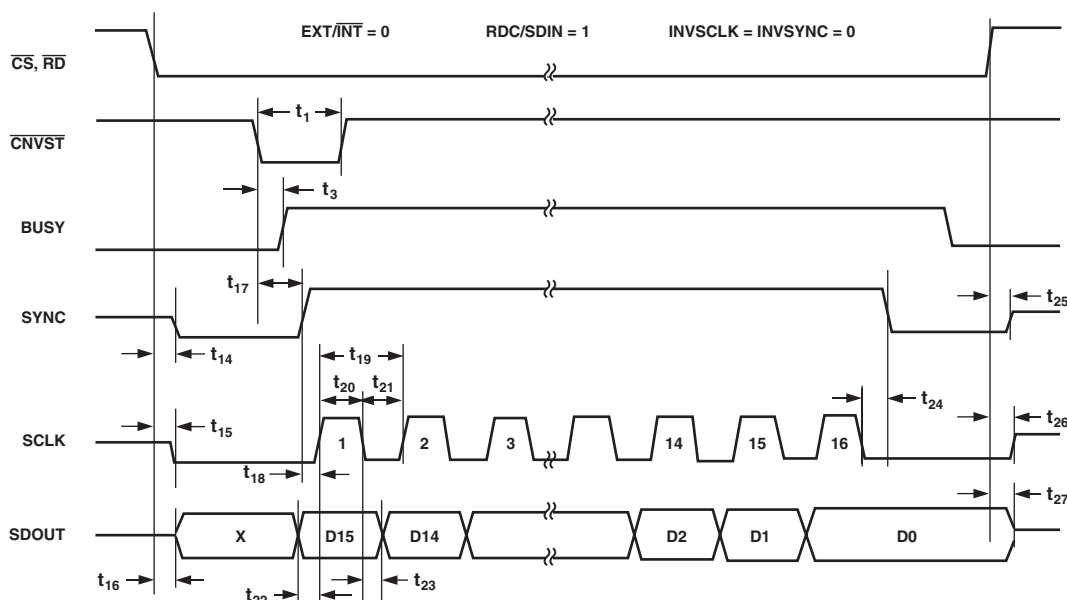 EXT/INT = 0 RDC/SDIN = 1 INVSCLK = INVSYNC = 0
CS, RD
t1
CNVST
t3
BUSY
t17
SYNC
t25
t14
t19
t20 t21
t24
t15
t26
SCLK
1 2 3 14 15 16
t18
t27
SDOUT
X D15 D14 D2 D1 D0
t16
t23